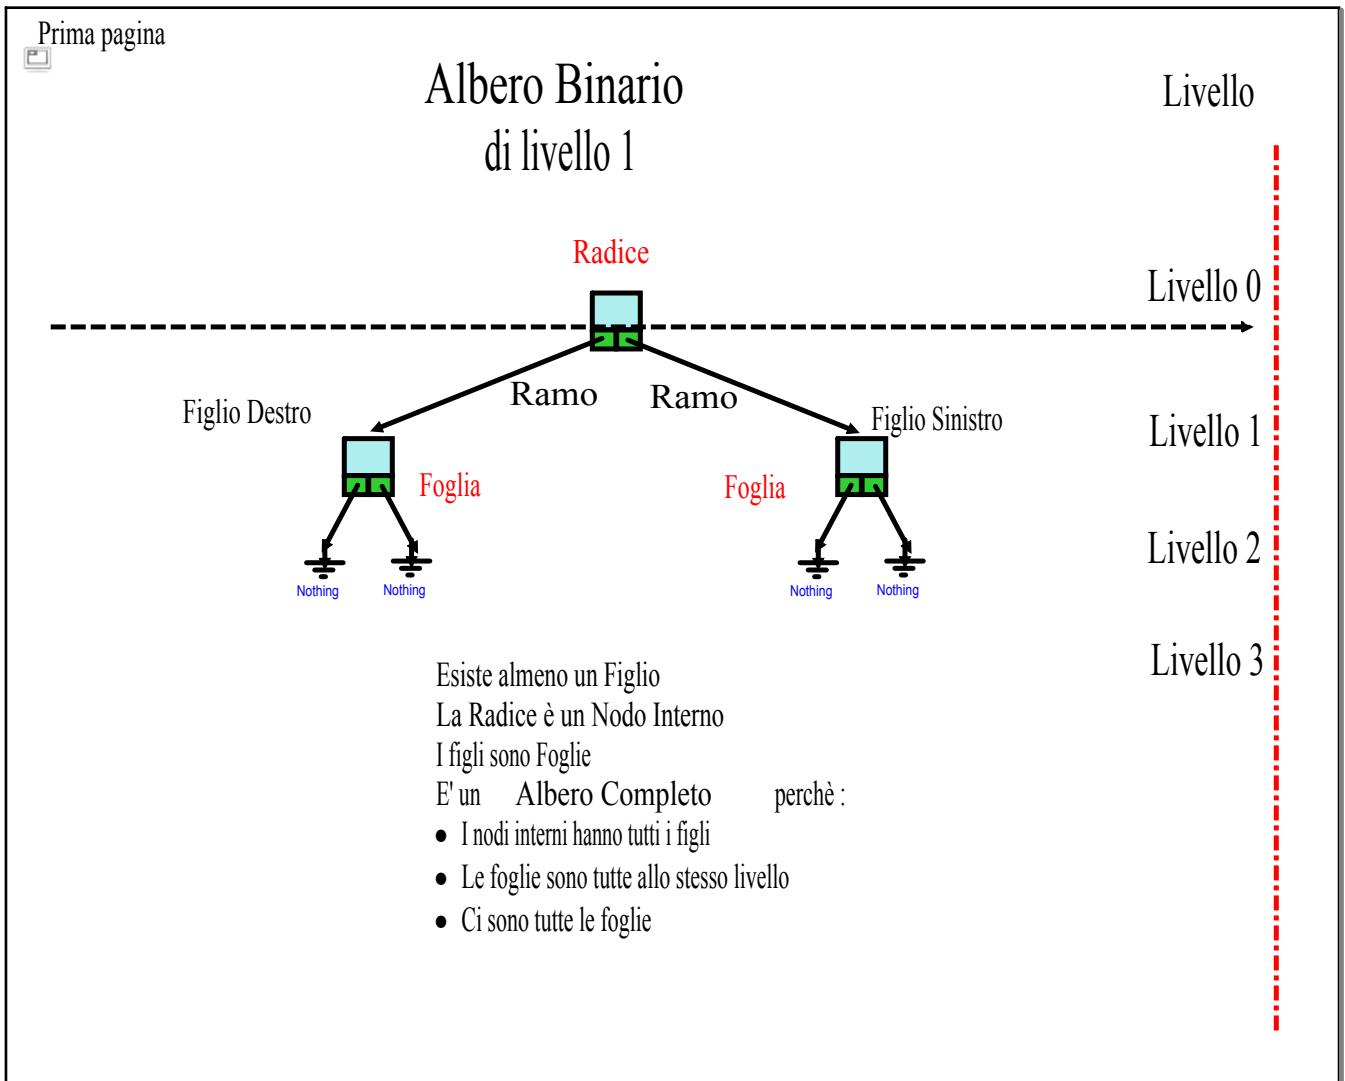 Prima pagina
Albero Binario
di livello 1
Livello
Radice
Livello 0
Ramo
Ramo
Figlio Destro
Figlio Sinistro
Livello 1
Foglia
Foglia
Livello 2
Nothing
Nothing
Nothing
Nothing
Livello 3
Esiste almeno un Figlio
La Radice è un Nodo Interno
I figli sono Foglie
E' un Albero Completo perchè :
• I nodi interni hanno tutti i figli
• Le foglie sono tutte allo stesso livello
• Ci sono tutte le foglie